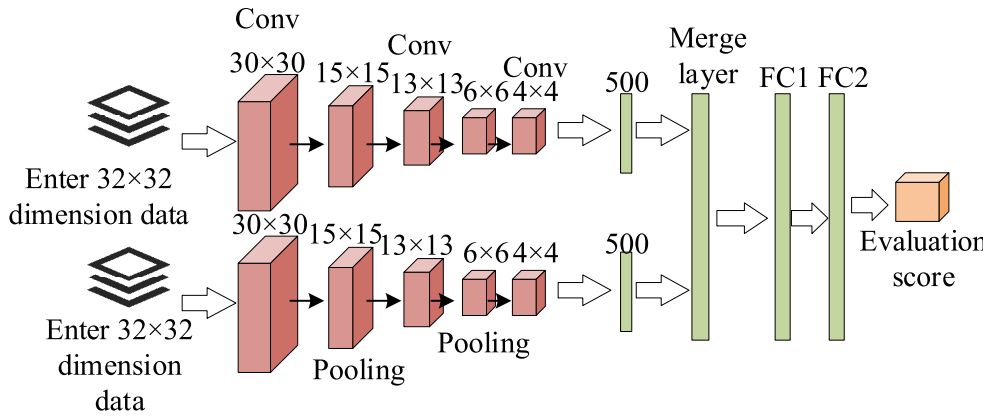 Conv
30×30
15×15
Conv
13×13
6×6
Conv
4×4
500
Merge
layer
FC1
FC2
Enter 32×32
dimension data
30×30
15×15
13×13
6×6
4×4
500
Evaluation
score
Enter 32×32
dimension
data
Pooling
Pooling